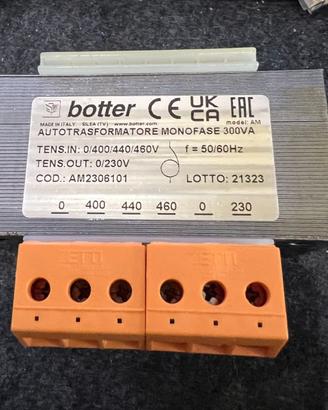 botter CE UK CA EAC
MADE IN ITALY SILEA (TV) www.botter.com model: AM
AUTOTRASFORMATORE MONOFASE 300VA
TENS.IN: 0/400/440/460V f = 50/60Hz
TENS.OUT: 0/230V
COD.: AM2306101 LOTTO: 21323
0 400 440 460 0 230